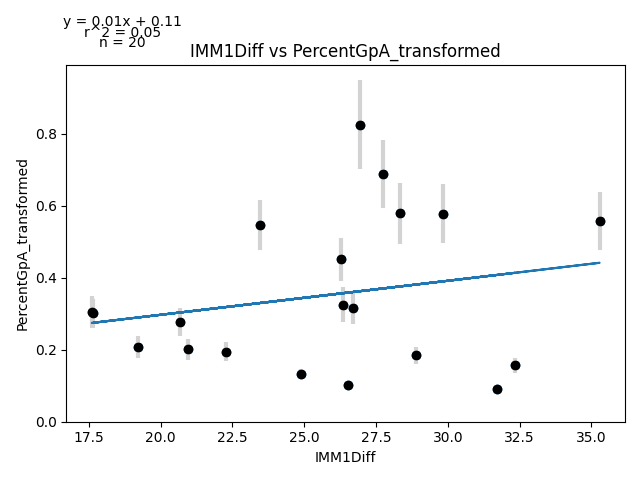 y = 0.01x + 0.11
r^2 = 0.05
n = 20
IMM1Diff vs PercentGpA_transformed
PercentGpA_transformed
0.8
0.6
0.4
0.2
0.0
17.5 20.0 22.5 25.0 27.5 30.0 32.5 35.0
IMM1Diff